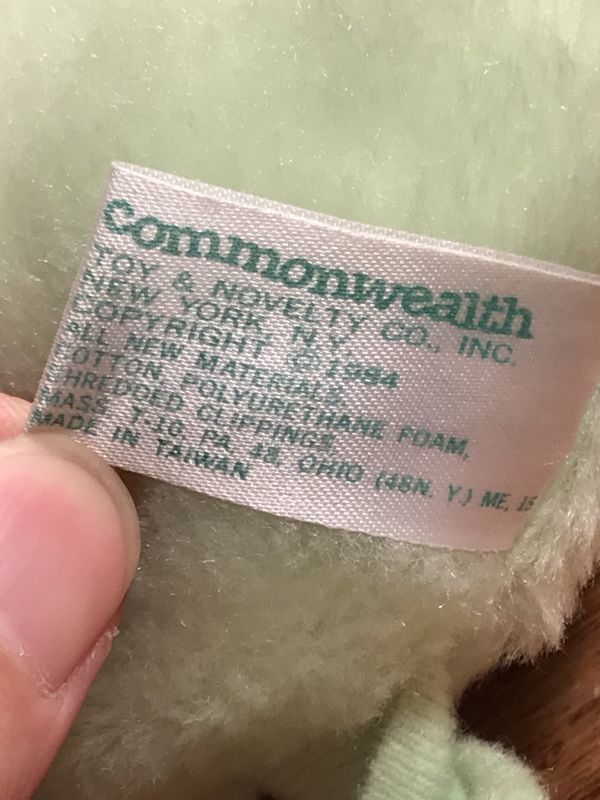 commonwealth
TOY & NOVELTY CO., INC.
NEW YORK, N.Y.
COPYRIGHT © 1984
ALL NEW MATERIALS,
COTTON, POLYURETHANE FOAM,
SHREDDED CLIPPINGS.
MASS T-10, PA, 48, OHIO (48N. Y.) ME, 15
MADE IN TAIWAN